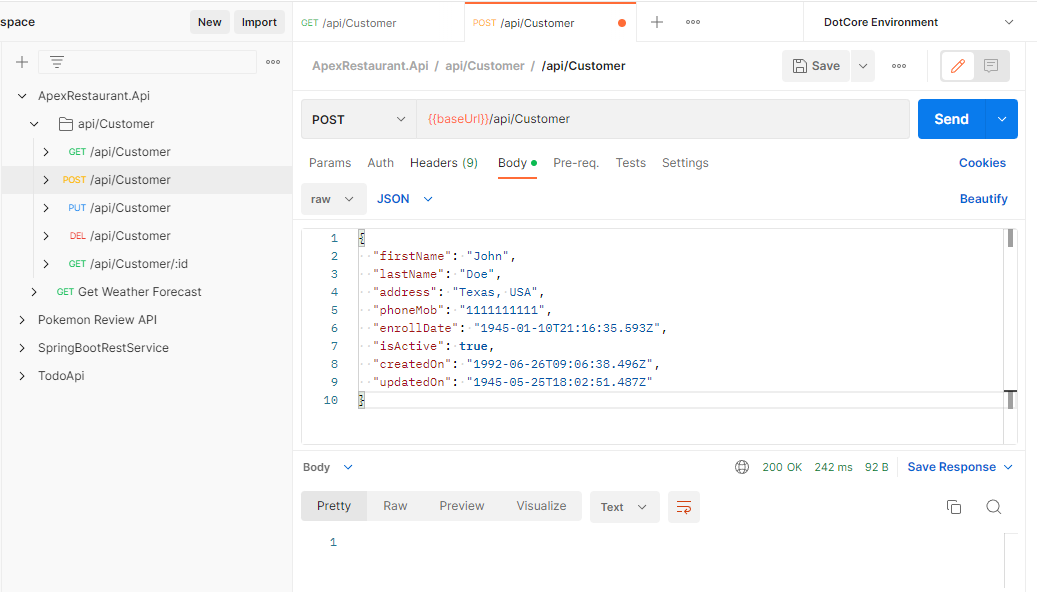 space
New
Import
GET /api/Customer
POST /api/Customer
DotCore Environment
ApexRestaurant.Api
api/Customer
GET /api/Customer
POST /api/Customer
PUT /api/Customer
DEL /api/Customer
GET /api/Customer/:id
GET Get Weather Forecast
Pokemon Review API
SpringBootRestService
TodoApi
ApexRestaurant.Api / api/Customer / /api/Customer
Save
POST
{{baseUrl}}/api/Customer
Send
Params Auth Headers (9) Body Pre-req. Tests Settings
Cookies
raw
JSON
Beautify
1 {
2 "firstName": "John",
3 "lastName": "Doe",
4 "address": "Texas, USA",
5 "phoneMob": "1111111111",
6 "enrollDate": "1945-01-10T21:16:35.593Z",
7 "isActive": true,
8 "createdOn": "1992-06-26T09:06:38.496Z",
9 "updatedOn": "1945-05-25T18:02:51.487Z"
10 }
Body
200 OK 242 ms 92 B
Save Response
Pretty Raw Preview Visualize
Text
1